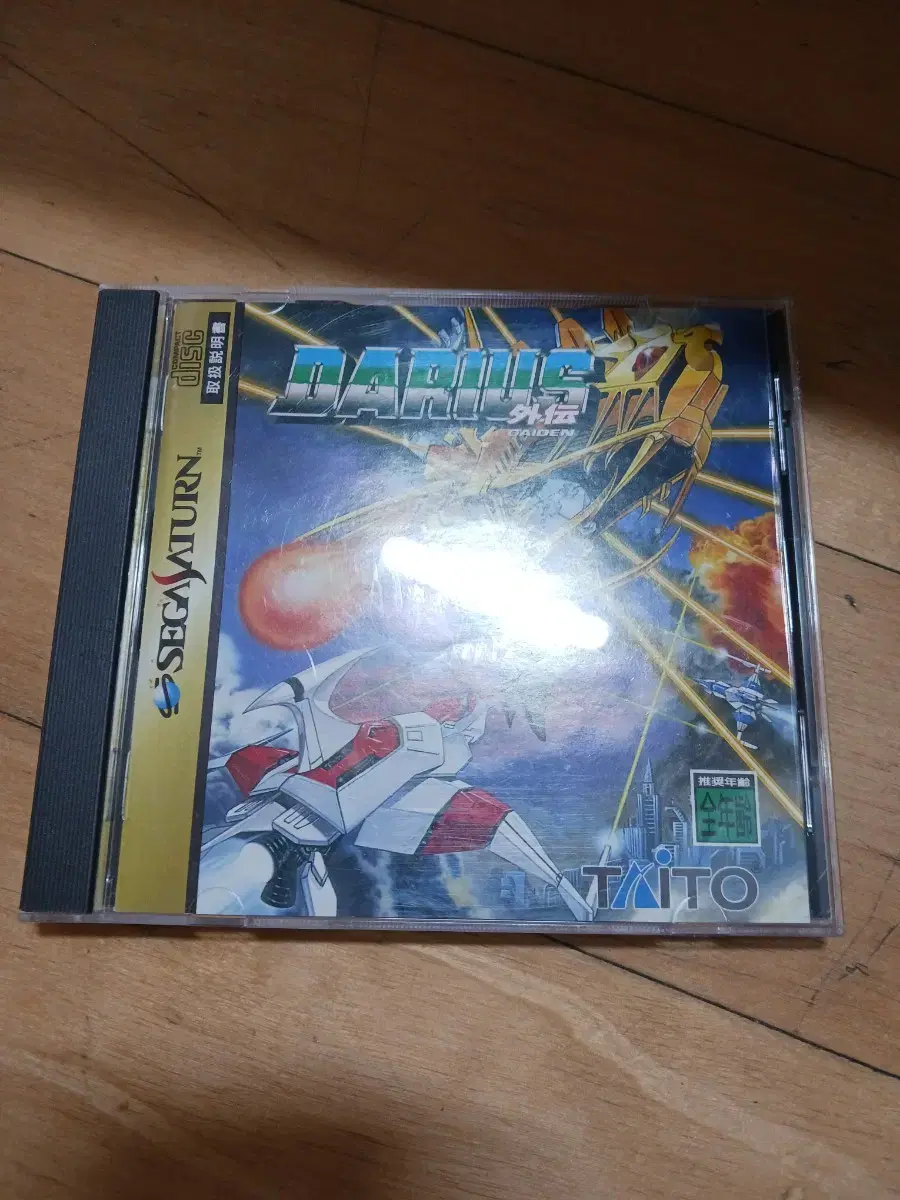 COMPACT
disc
取扱説明書
SEGA SATURN™
DARIUS
外伝
GAIDEN
推奨年齢
全年齢
TAITO